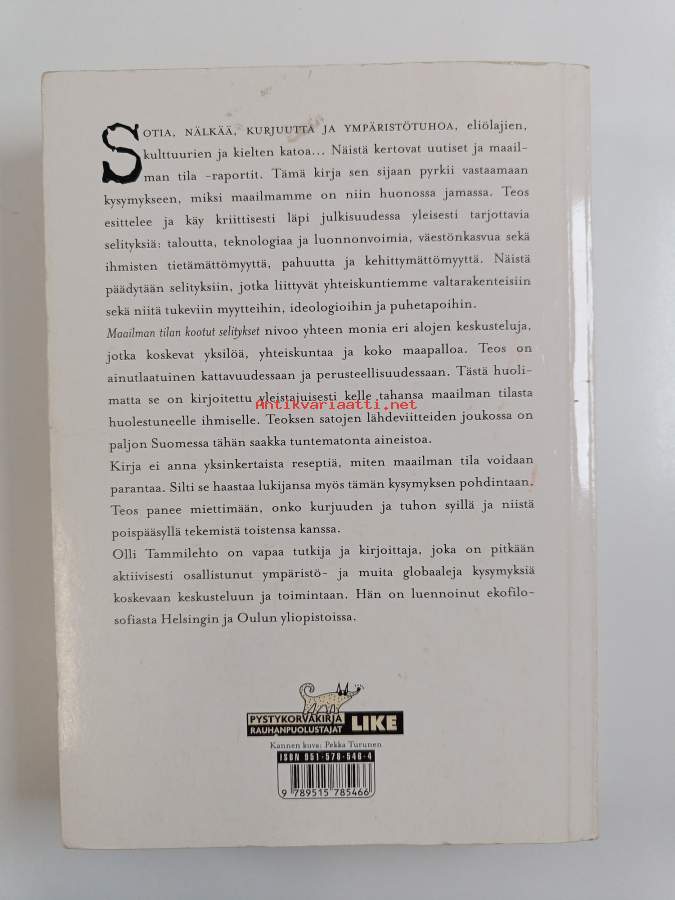 SOTIA, NÄLKÄÄ, KURJUUTTA JA YMPÄRISTÖTUHOA, eliölajien,
kulttuurien ja kielten katoa... Näistä kertovat uutiset ja maail-
man tila -raportit. Tämä kirja sen sijaan pyrkii vastaamaan
kysymykseen, miksi maailmamme on niin huonossa jamassa. Teos
esittelee ja käy kriittisesti läpi julkisuudessa yleisesti tarjottavia
selityksiä: taloutta, teknologiaa ja luonnonvoimia, väestönkasvua sekä
ihmisten tietämättömyyttä, pahuutta ja kehittymättömyyttä. Näistä
päädytään selityksiin, jotka liittyvät yhteiskuntiemme valtarakenteisiin
sekä niitä tukeviin myytteihin, ideologioihin ja puhetapoihin.
Maailman tilan kootut selitykset nivoo yhteen monia eri alojen keskusteluja,
jotka koskevat yksilöä, yhteiskuntaa ja koko maapalloa. Teos on
ainutlaatuinen kattavuudessaan ja perusteellisuudessaan. Tästä huoli-
matta se on kirjoitettu yleistajuisesti kelle tahansa maailman tilasta
Antikvariaatti.net
huolestuneelle ihmiselle. Teoksen satojen lähdeviitteiden joukossa on
paljon Suomessa tähän saakka tuntematonta aineistoa.
Kirja ei anna yksinkertaista reseptiä, miten maailman tila voidaan
parantaa. Silti se haastaa lukijansa myös tämän kysymyksen pohdintaan.
Teos panee miettimään, onko kurjuuden ja tuhon syillä ja niistä
poispääsyllä tekemistä toistensa kanssa.
Olli Tammilehto on vapaa tutkija ja kirjoittaja, joka on pitkään
aktiivisesti osallistunut ympäristö- ja muita globaaleja kysymyksiä
koskevaan keskusteluun ja toimintaan. Hän on luennoinut ekofilo-
sofiasta Helsingin ja Oulun yliopistoissa.
PYSTYKORVAKIRJA
RAUHANPUOLUSTAJAT
LIKE
Kannen kuva: Pekka Turunen
ISBN 951-578-546-4
9 789515 785466